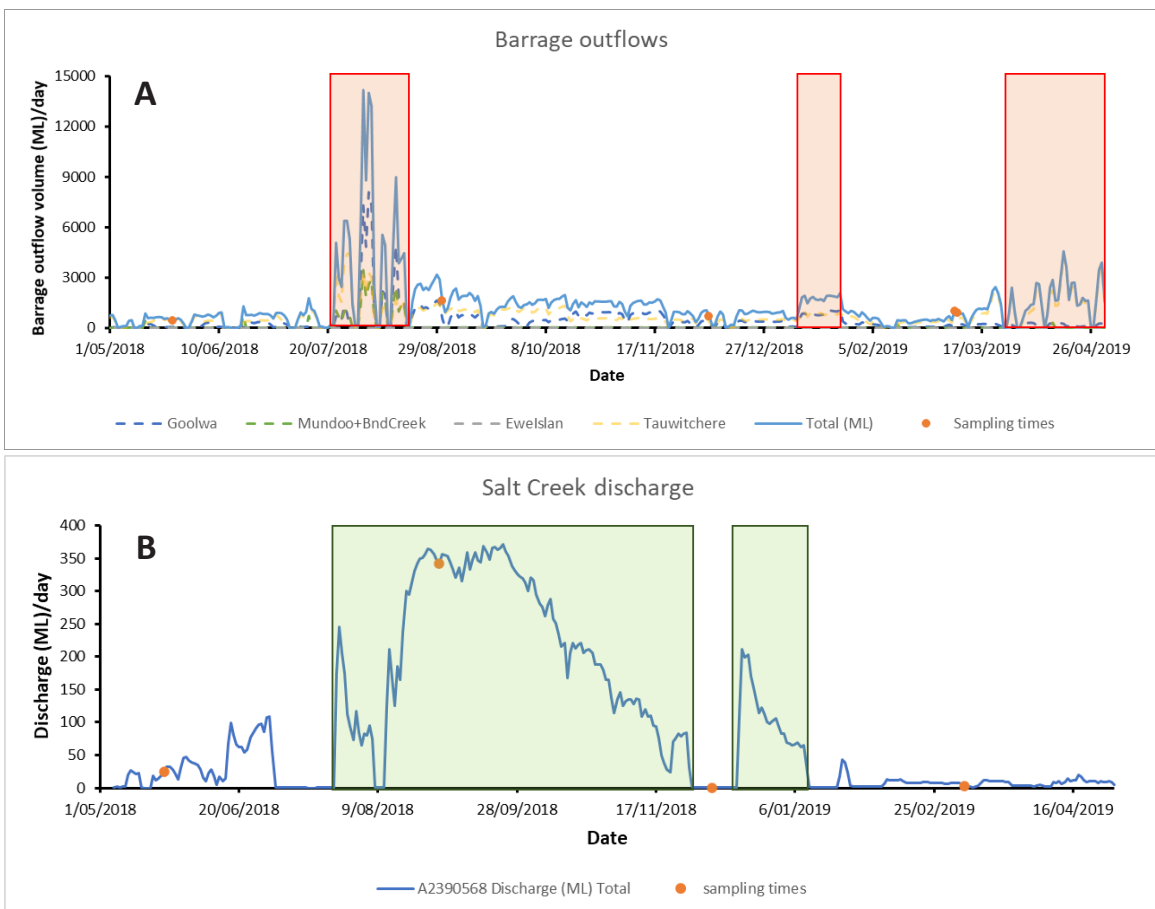 Barrage outflows
A
Barrage outflow volume (ML)/day
15000
12000
9000
6000
3000
0
1/05/2018 10/06/2018 20/07/2018 29/08/2018 8/10/2018 17/11/2018 27/12/2018 5/02/2019 17/03/2019 26/04/2019
Date
Goolwa Mundoo+BndCreek EweIslan Tauwitchere Total (ML) Sampling times
Salt Creek discharge
B
Discharge (ML)/day
400
350
300
250
200
150
100
50
0
1/05/2018 20/06/2018 9/08/2018 28/09/2018 17/11/2018 6/01/2019 25/02/2019 16/04/2019
Date
A2390568 Discharge (ML) Total sampling times